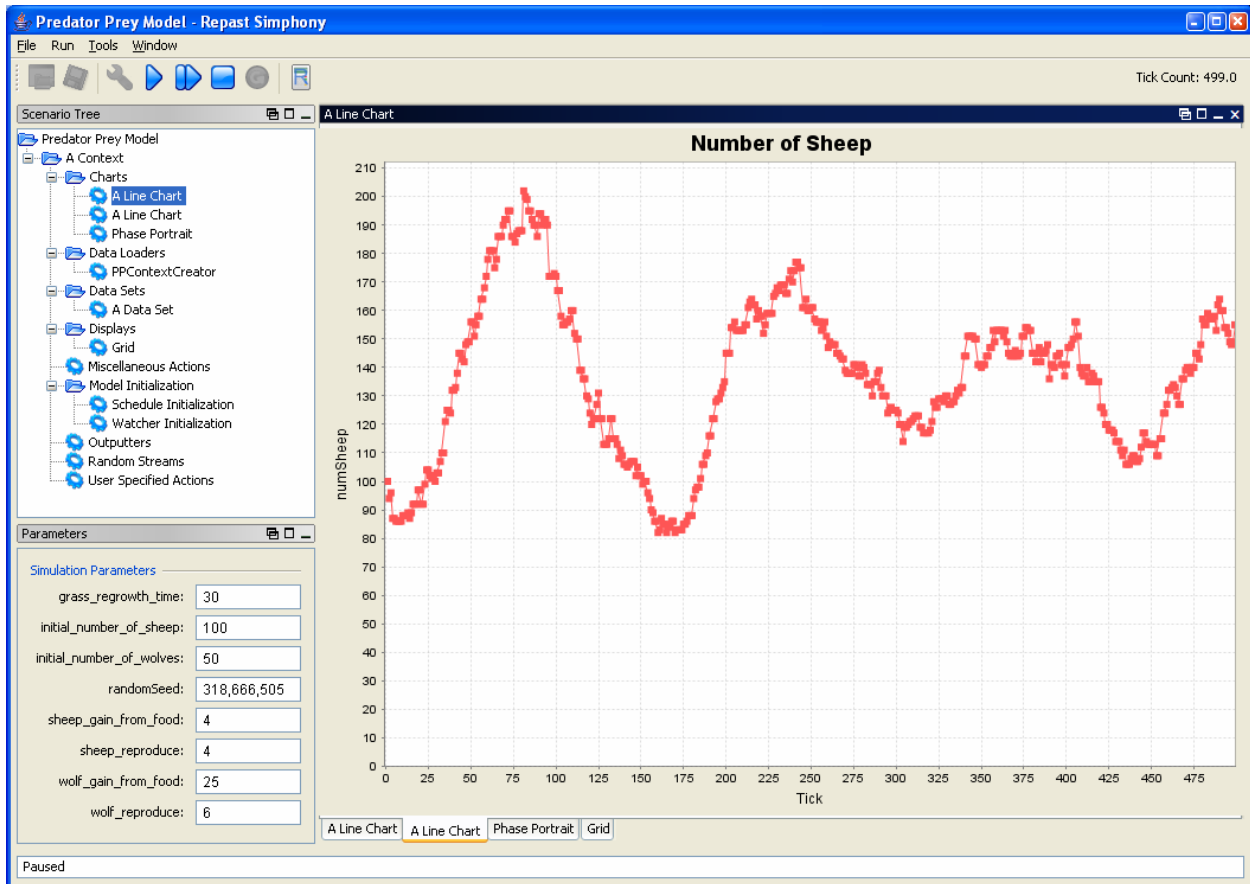 Predator Prey Model - Repast Simphony
File Run Tools Window
R
Tick Count: 499.0
Scenario Tree
Predator Prey Model
A Context
Charts
A Line Chart
A Line Chart
Phase Portrait
Data Loaders
PPContextCreator
Data Sets
A Data Set
Displays
Grid
Miscellaneous Actions
Model Initialization
Schedule Initialization
Watcher Initialization
Outputters
Random Streams
User Specified Actions
Parameters
Simulation Parameters
grass_regrowth_time: 30
initial_number_of_sheep: 100
initial_number_of_wolves: 50
randomSeed: 318,666,505
sheep_gain_from_food: 4
sheep_reproduce: 4
wolf_gain_from_food: 25
wolf_reproduce: 6
A Line Chart
Number of Sheep
210
200
190
180
170
160
150
140
130
120
110
100
90
80
70
60
50
40
30
20
10
0
numSheep
0 25 50 75 100 125 150 175 200 225 250 275 300 325 350 375 400 425 450 475
Tick
A Line Chart A Line Chart Phase Portrait Grid
Paused